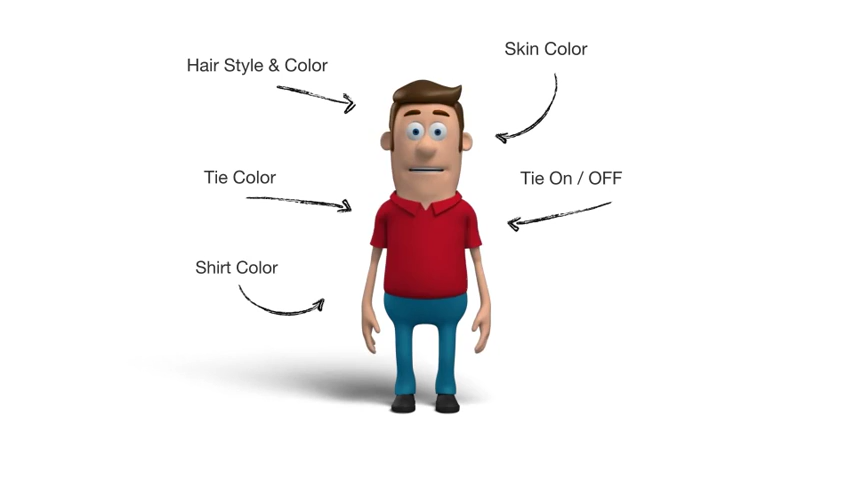 Skin Color
Hair Style & Color
Tie Color
Tie On / OFF
Shirt Color